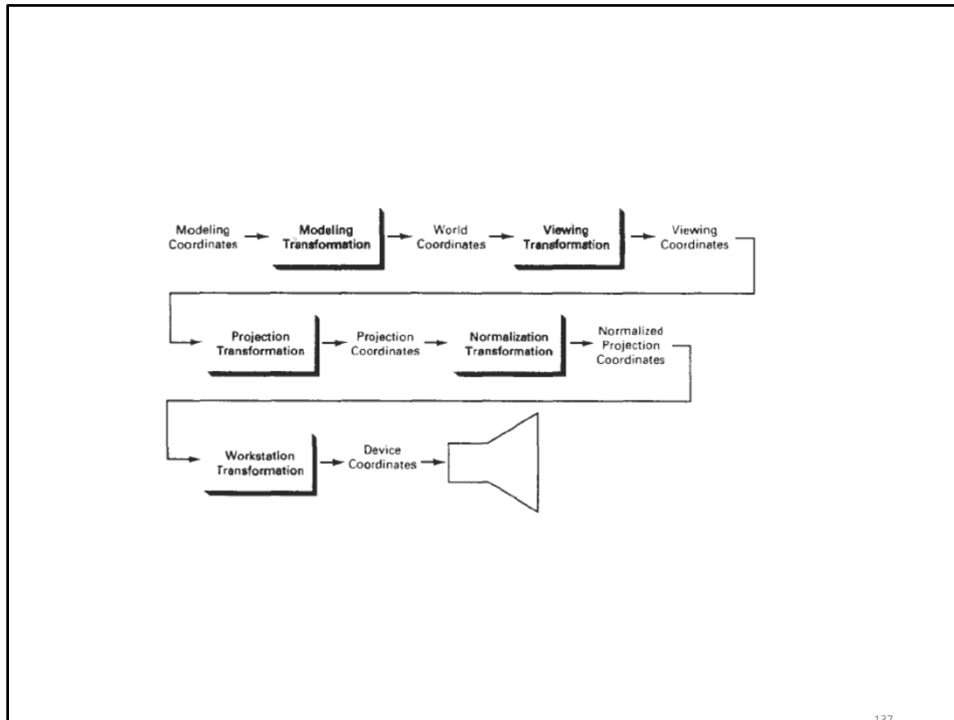 Modeling
Coordinates
Modeling
Transformation
World
Coordinates
Viewing
Transformation
Viewing
Coordinates
Projection
Transformation
Projection
Coordinates
Normalization
Transformation
Normalized
Projection
Coordinates
Workstation
Transformation
Device
Coordinates
137